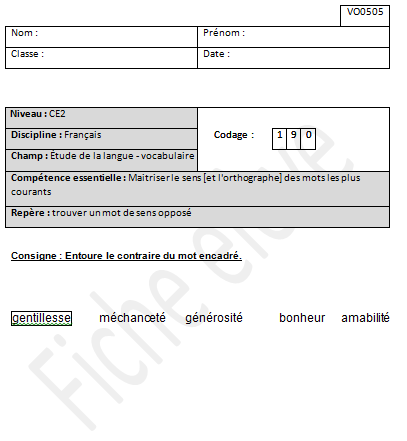 VO0505
Nom : Prénom :
Classe : Date :
Niveau : CE2
Discipline : Français Codage : 1 9 0
Champ : Étude de la langue - vocabulaire
Compétence essentielle : Maitriser le sens [et l'orthographe] des mots les plus
courants
Repère : trouver un mot de sens opposé
Consigne : Entoure le contraire du mot encadré.
gentillesse méchanceté générosité bonheur amabilité
Fiche élève